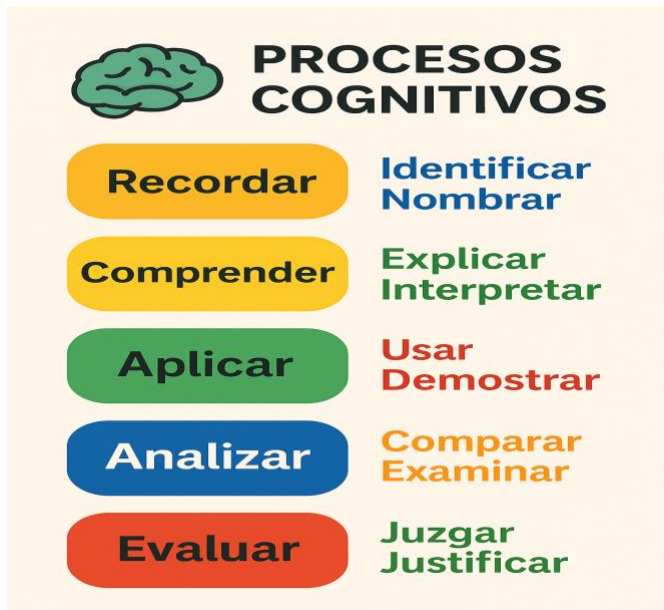 PROCESOS
COGNITIVOS
Recordar
Identificar
Nombrar
Comprender
Explicar
Interpretar
Aplicar
Usar
Demostrar
Analizar
Comparar
Examinar
Evaluar
Juzgar
Justificar